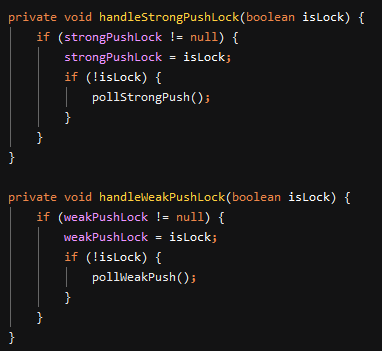 private void handleStrongPushLock(boolean isLock) {
    if (strongPushLock != null) {
        strongPushLock = isLock;
        if (!isLock) {
            pollStrongPush();
        }
    }
}

private void handleWeakPushLock(boolean isLock) {
    if (weakPushLock != null) {
        weakPushLock = isLock;
        if (!isLock) {
            pollWeakPush();
        }
    }
}